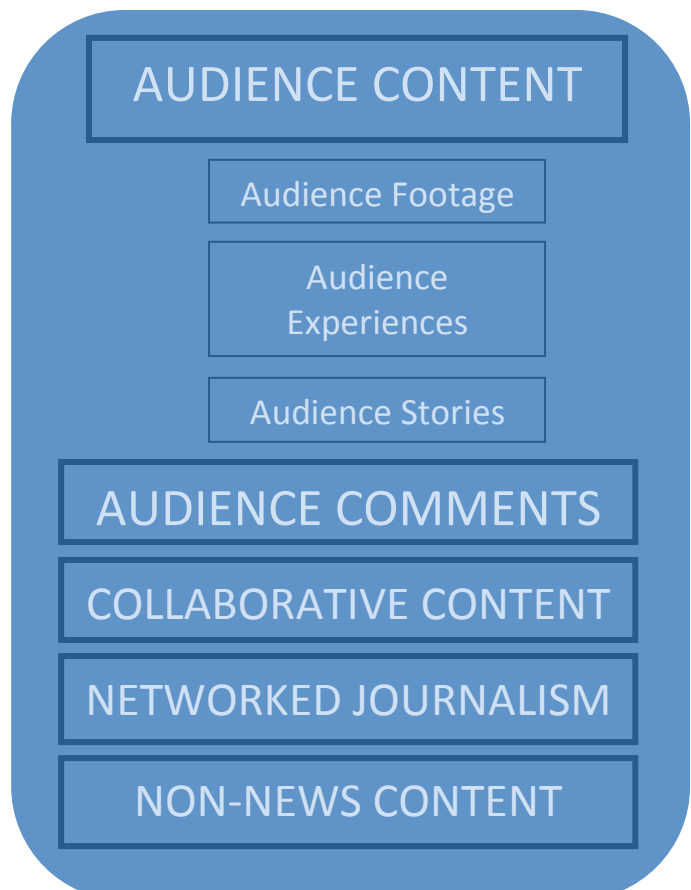 AUDIENCE CONTENT
Audience Footage
Audience
Experiences
Audience Stories
AUDIENCE COMMENTS
COLLABORATIVE CONTENT
NETWORKED JOURNALISM
NON-NEWS CONTENT